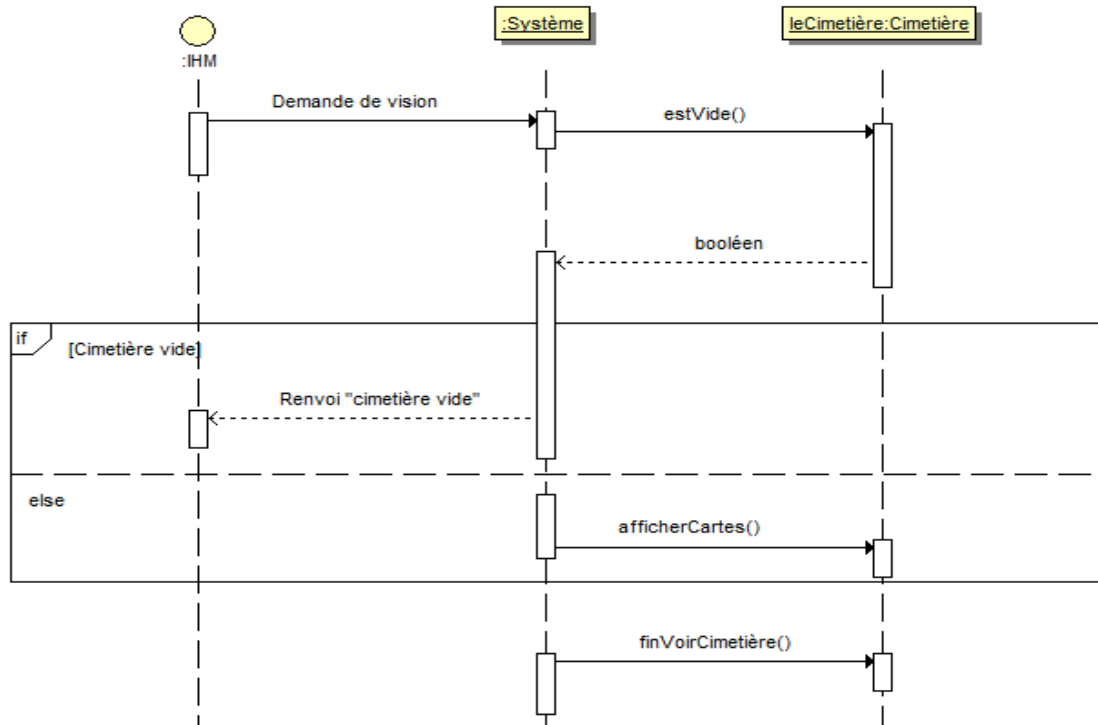 :Système
leCimetière:Cimetière
:IHM
Demande de vision
estVide()
booléen
if
[Cimetière vide]
Renvoi "cimetière vide"
else
afficherCartes()
finVoirCimetière()